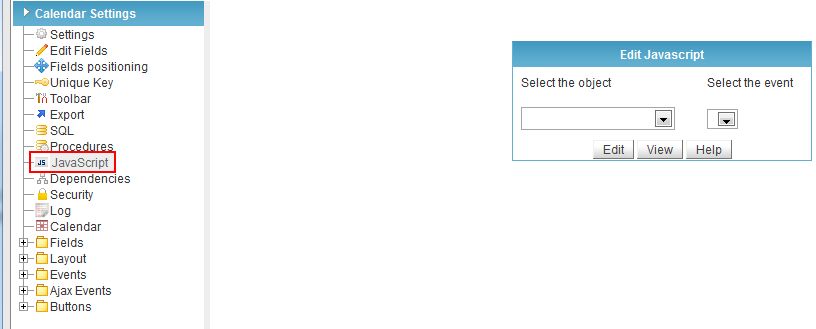 Calendar Settings
Settings
Edit Fields
Fields positioning
Unique Key
Toolbar
Export
SQL
Procedures
JS JavaScript
Dependencies
Security
Log
Calendar
Fields
Layout
Events
Ajax Events
Buttons
Edit Javascript
Select the object Select the event
Edit View Help